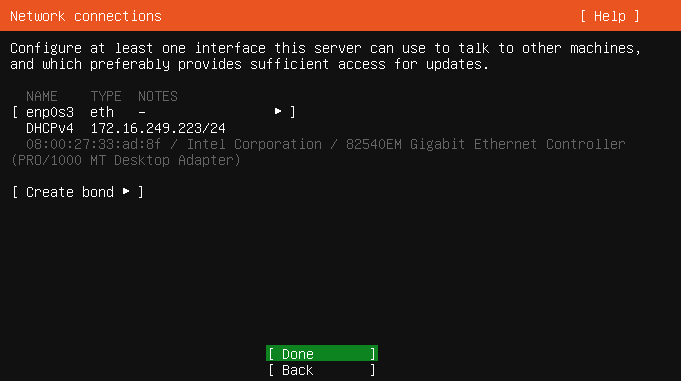 Network connections [ Help ]
Configure at least one interface this server can use to talk to other machines,
and which preferably provides sufficient access for updates.
NAME TYPE NOTES
[ enp0s3 eth – ▸ ]
DHCPv4 172.16.249.223/24
08:00:27:33:ad:8f / Intel Corporation / 82540EM Gigabit Ethernet Controller
(PRO/1000 MT Desktop Adapter)
[ Create bond ▸ ]
[ Done ]
[ Back ]